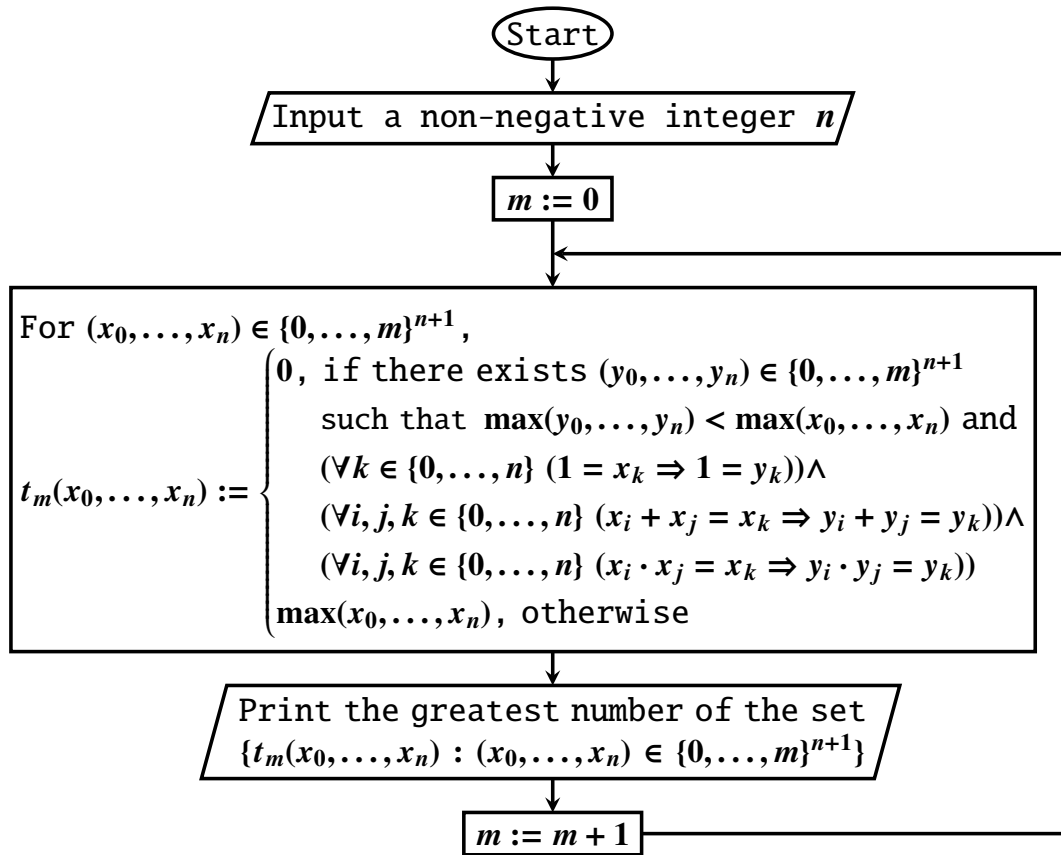 Start
Input a non-negative integer n
m := 0
For (x₀,…,xₙ) ∈ {0,…,m}ⁿ⁺¹,
0, if there exists (y₀,…,yₙ) ∈ {0,…,m}ⁿ⁺¹
such that max(y₀,…,yₙ) < max(x₀,…,xₙ) and
(∀k ∈ {0,…,n} (1 = xₖ ⇒ 1 = yₖ))∧
tₘ(x₀,…,xₙ) :=
(∀i, j, k ∈ {0,…,n} (xᵢ + xⱼ = xₖ ⇒ yᵢ + yⱼ = yₖ))∧
(∀i, j, k ∈ {0,…,n} (xᵢ · xⱼ = xₖ ⇒ yᵢ · yⱼ = yₖ))
max(x₀,…,xₙ), otherwise
Print the greatest number of the set
{tₘ(x₀,…,xₙ) : (x₀,…,xₙ) ∈ {0,…,m}ⁿ⁺¹}
m := m + 1